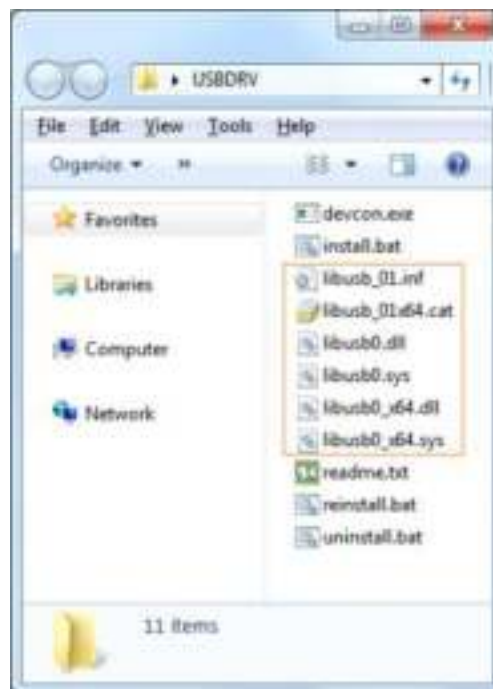 USBDRV
File Edit View Tools Help
Organize
Favorites
Libraries
Computer
Network
devcon.exe
install.bat
libusb_01.inf
libusb_01x64.cat
libusb0.dll
libusb0.sys
libusb0_x64.dll
libusb0_x64.sys
readme.txt
reinstall.bat
uninstall.bat
11 items